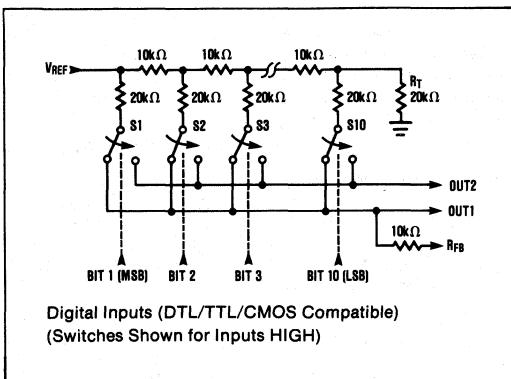 10kΩ 10kΩ 10kΩ
VREF
RT
20kΩ 20kΩ 20kΩ 20kΩ 20kΩ
S1 S2 S3 S10
OUT2
OUT1
10kΩ
RFB
BIT 1 (MSB) BIT 2 BIT 3 BIT 10 (LSB)
Digital Inputs (DTL/TTL/CMOS Compatible)
(Switches Shown for Inputs HIGH)